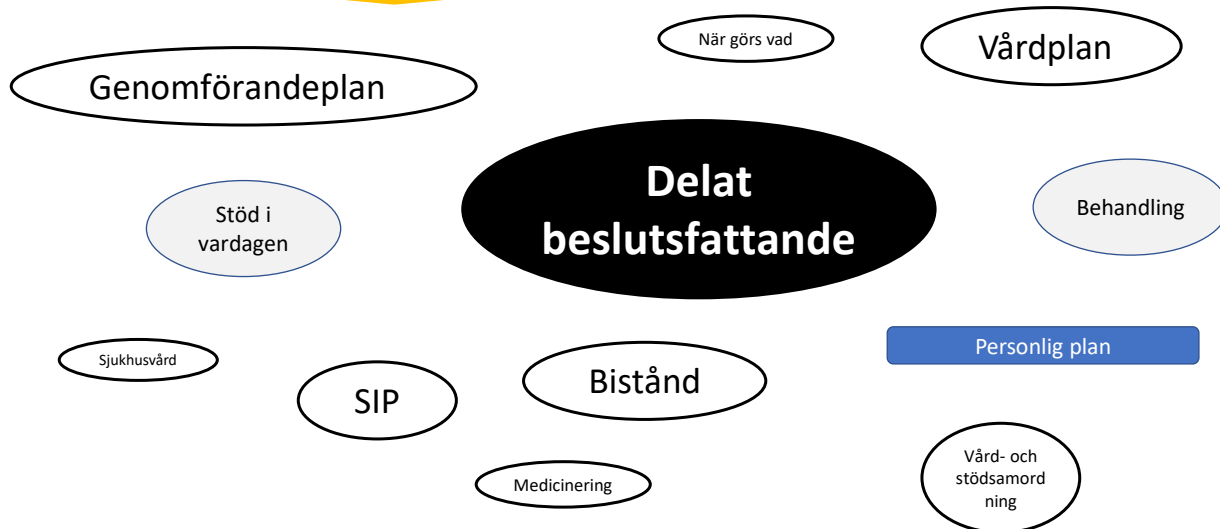 När görs vad
Vårdplan
Genomförandeplan
Delat
beslutsfattande
Stöd i
vardagen
Behandling
Personlig plan
Sjukhusvård
SIP
Bistånd
Medicinering
Vård- och
stödsamord
ning